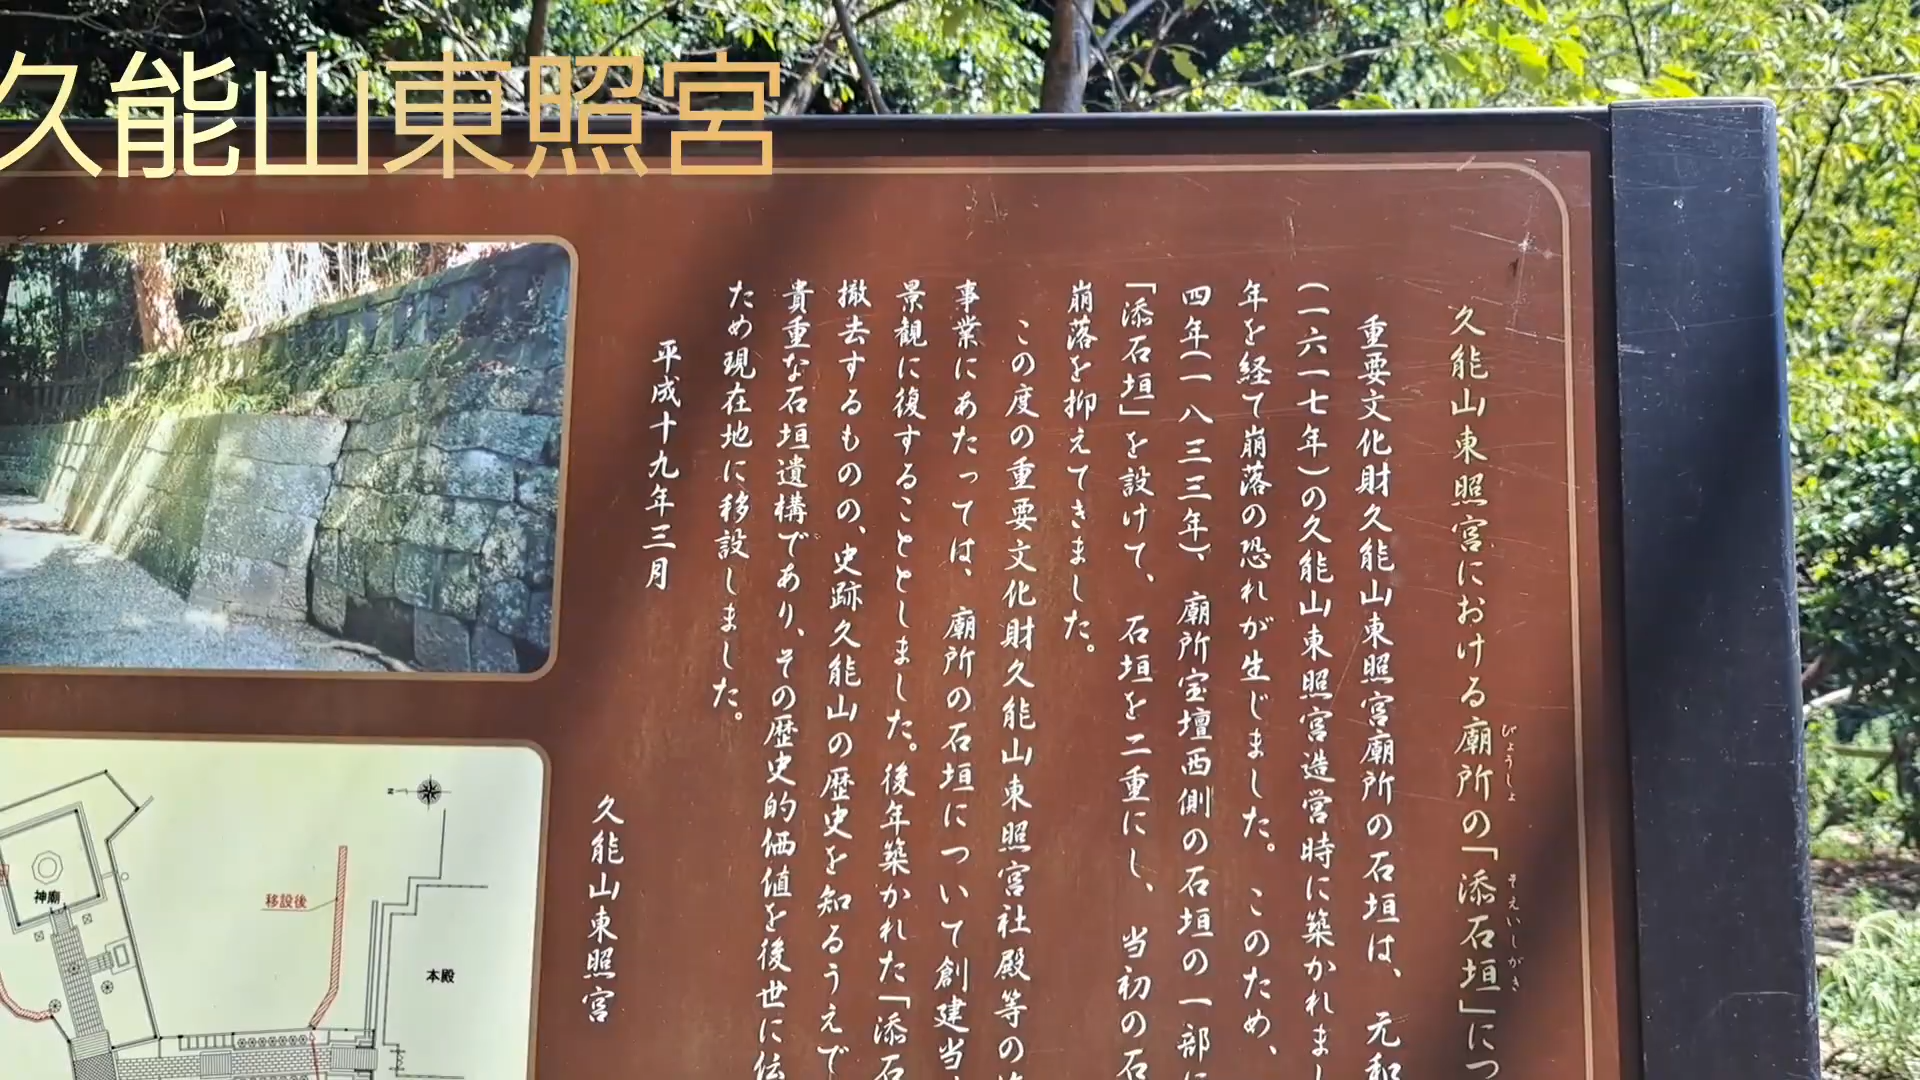 久能山東照宮
久能山東照宮における廟所の「添石垣」につ
びょうしょ
そえいしがき
重要文化財久能山東照宮廟所の石垣は、元和
(一六一七年)の久能山東照宮造営時に築かれまし
年を経て崩落の恐れが生じました。このため、
四年(一八三三年)、廟所宝壇西側の石垣の一部に
「添石垣」を設けて、石垣を二重にし、当初の石
崩落を抑えてきました。
この度の重要文化財久能山東照宮社殿等の
事業にあたっては、廟所の石垣について創建当
景観に復することとしました。後年築かれた「添石
撤去するものの、史跡久能山の歴史を知るうえで
貴重な石垣遺構であり、その歴史的価値を後世に伝
ため現在地に移設しました。
平成十九年三月
久能山東照宮
神廟
移設後
本殿
N